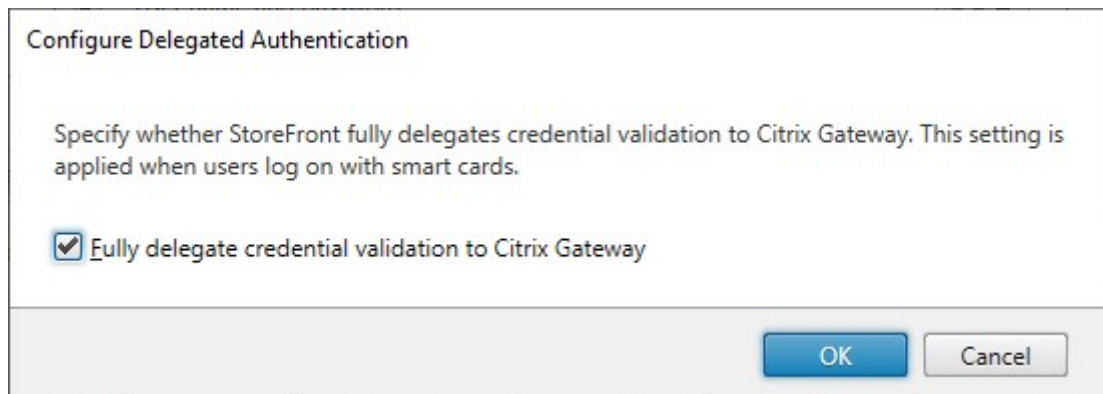 Configure Delegated Authentication
Specify whether StoreFront fully delegates credential validation to Citrix Gateway. This setting is
applied when users log on with smart cards.
Fully delegate credential validation to Citrix Gateway
OK
Cancel